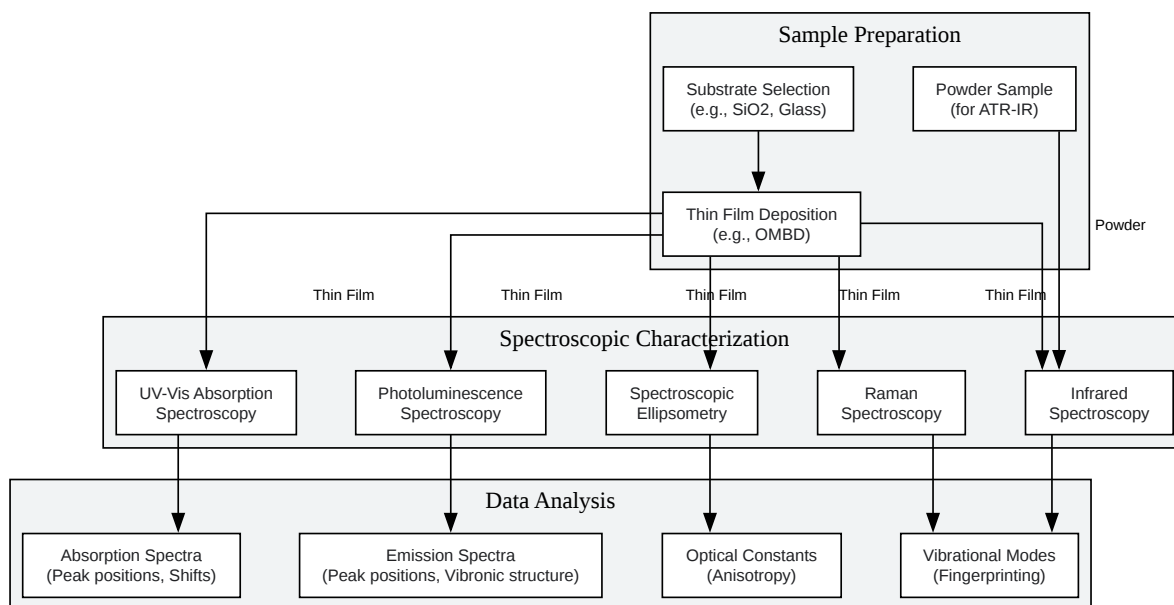 Sample Preparation
Substrate Selection
(e.g., SiO2, Glass)
Powder Sample
(for ATR-IR)
Thin Film Deposition
(e.g., OMBD)
Powder
Thin Film
Thin Film
Thin Film
Thin Film
Thin Film
Spectroscopic Characterization
UV-Vis Absorption
Spectroscopy
Photoluminescence
Spectroscopy
Spectroscopic
Ellipsometry
Raman
Spectroscopy
Infrared
Spectroscopy
Data Analysis
Absorption Spectra
(Peak positions, Shifts)
Emission Spectra
(Peak positions, Vibronic structure)
Optical Constants
(Anisotropy)
Vibrational Modes
(Fingerprinting)